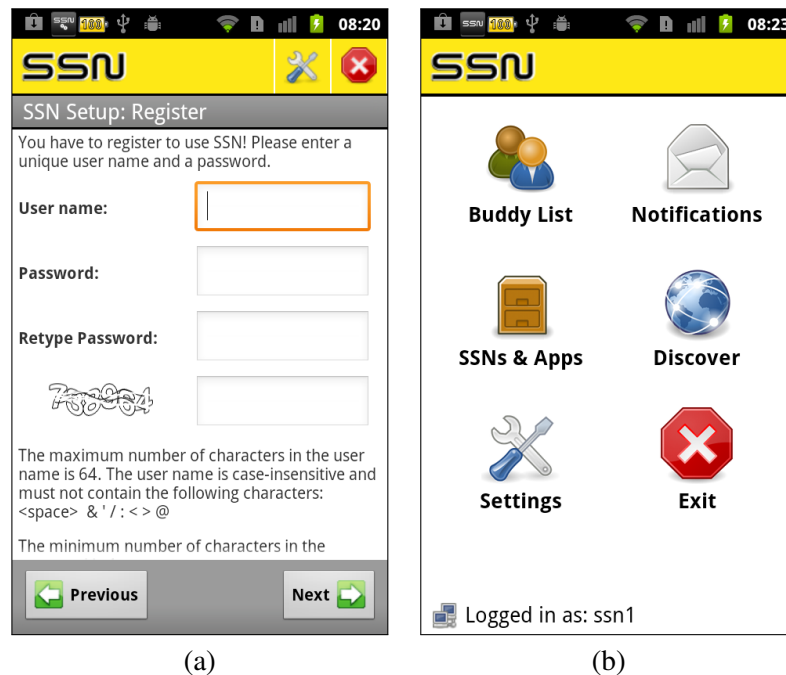 100 08:20
SSN
SSN Setup: Register
You have to register to use SSN! Please enter a
unique user name and a password.
User name:
Password:
Retype Password:
The maximum number of characters in the user
name is 64. The user name is case-insensitive and
must not contain the following characters:
<space> & ' / : < > @
The minimum number of characters in the
Previous Next
(a)
SSN 100 08:23
SSN
Buddy List Notifications
SSNs & Apps Discover
Settings Exit
Logged in as: ssn1
(b)